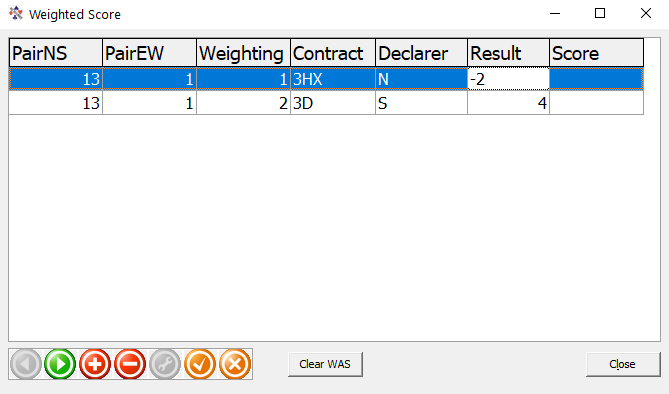 Weighted Score
PairNS PairEW Weighting Contract Declarer Result Score
13 1 1 3HX N -2
13 1 2 3D S 4
Clear WAS Close